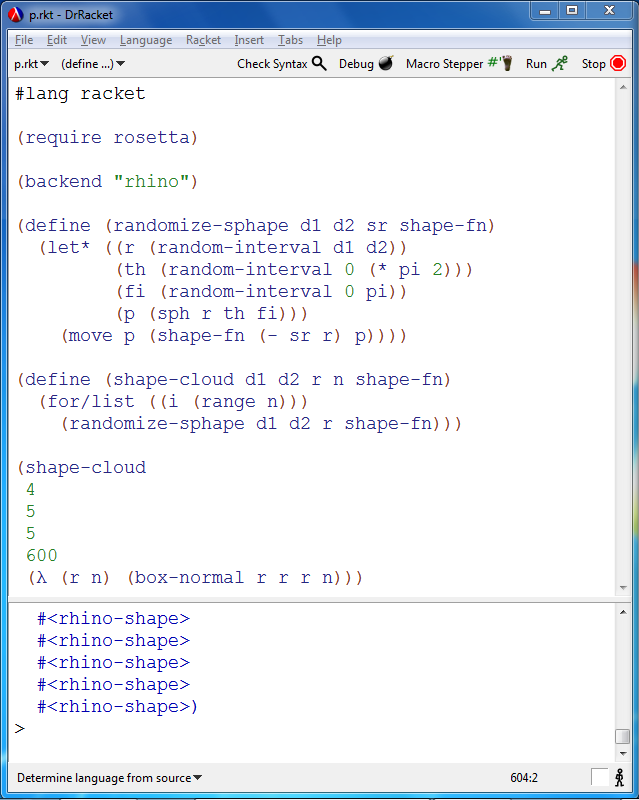 p.rkt - DrRacket
File Edit View Language Racket Insert Tabs Help
p.rkt (define ...) Check Syntax Debug Macro Stepper #' Run Stop
#lang racket
(require rosetta)
(backend "rhino")
(define (randomize-sphape d1 d2 sr shape-fn)
  (let* ((r (random-interval d1 d2))
         (th (random-interval 0 (* pi 2)))
         (fi (random-interval 0 pi))
         (p (sph r th fi)))
    (move p (shape-fn (- sr r) p))))
(define (shape-cloud d1 d2 r n shape-fn)
  (for/list ((i (range n)))
    (randomize-sphape d1 d2 r shape-fn)))
(shape-cloud
 4
 5
 5
 600
 (λ (r n) (box-normal r r r n)))
  #<rhino-shape>
  #<rhino-shape>
  #<rhino-shape>
  #<rhino-shape>
  #<rhino-shape>)
>
Determine language from source 604:2